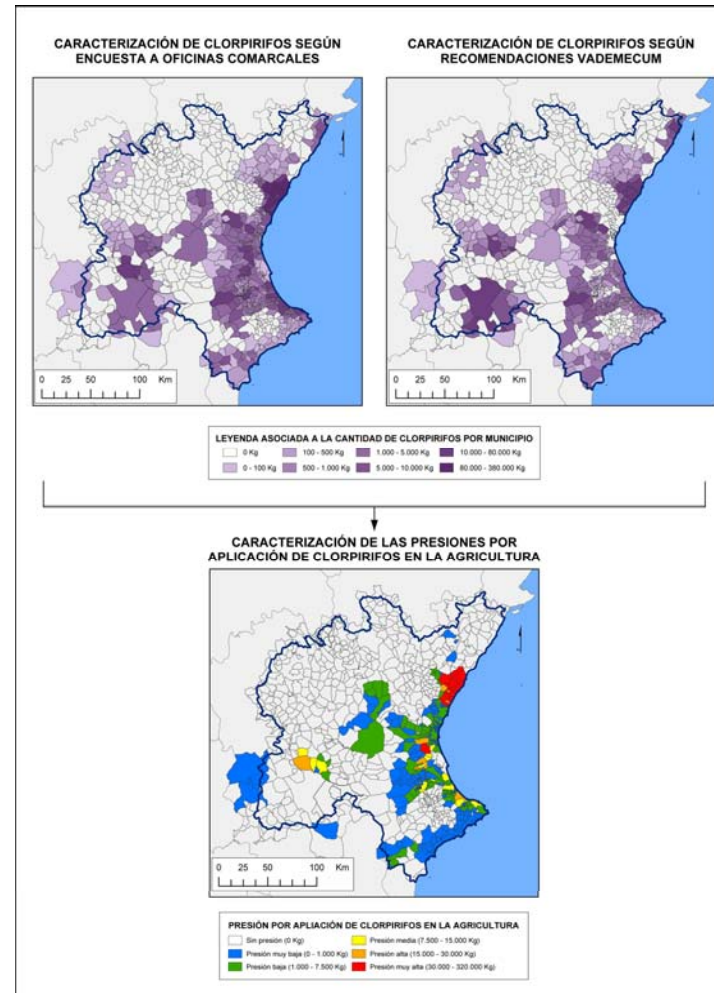 CARACTERIZACIÓN DE CLORPIRIFOS SEGÚN
ENCUESTA A OFICINAS COMARCALES
CARACTERIZACIÓN DE CLORPIRIFOS SEGÚN
RECOMENDACIONES VADEMECUM
0 25 50 100 Km
0 25 50 100 Km
LEYENDA ASOCIADA A LA CANTIDAD DE CLORPIRIFOS POR MUNICIPIO
0 Kg 100 - 500 Kg 1.000 - 5.000 Kg 10.000 - 80.000 Kg
0 - 100 Kg 500 - 1.000 Kg 5.000 - 10.000 Kg 80.000 - 380.000 Kg
CARACTERIZACIÓN DE LAS PRESIONES POR
APLICACIÓN DE CLORPIRIFOS EN LA AGRICULTURA
0 25 50 100 Km
PRESIÓN POR APLIACIÓN DE CLORPIRIFOS EN LA AGRICULTURA
Sin presión (0 Kg) Presión media (7.500 - 15.000 Kg)
Presión muy baja (0 - 1.000 Kg) Presión alta (15.000 - 30.000 Kg)
Presión baja (1.000 - 7.500 Kg) Presión muy alta (30.000 - 320.000 Kg)